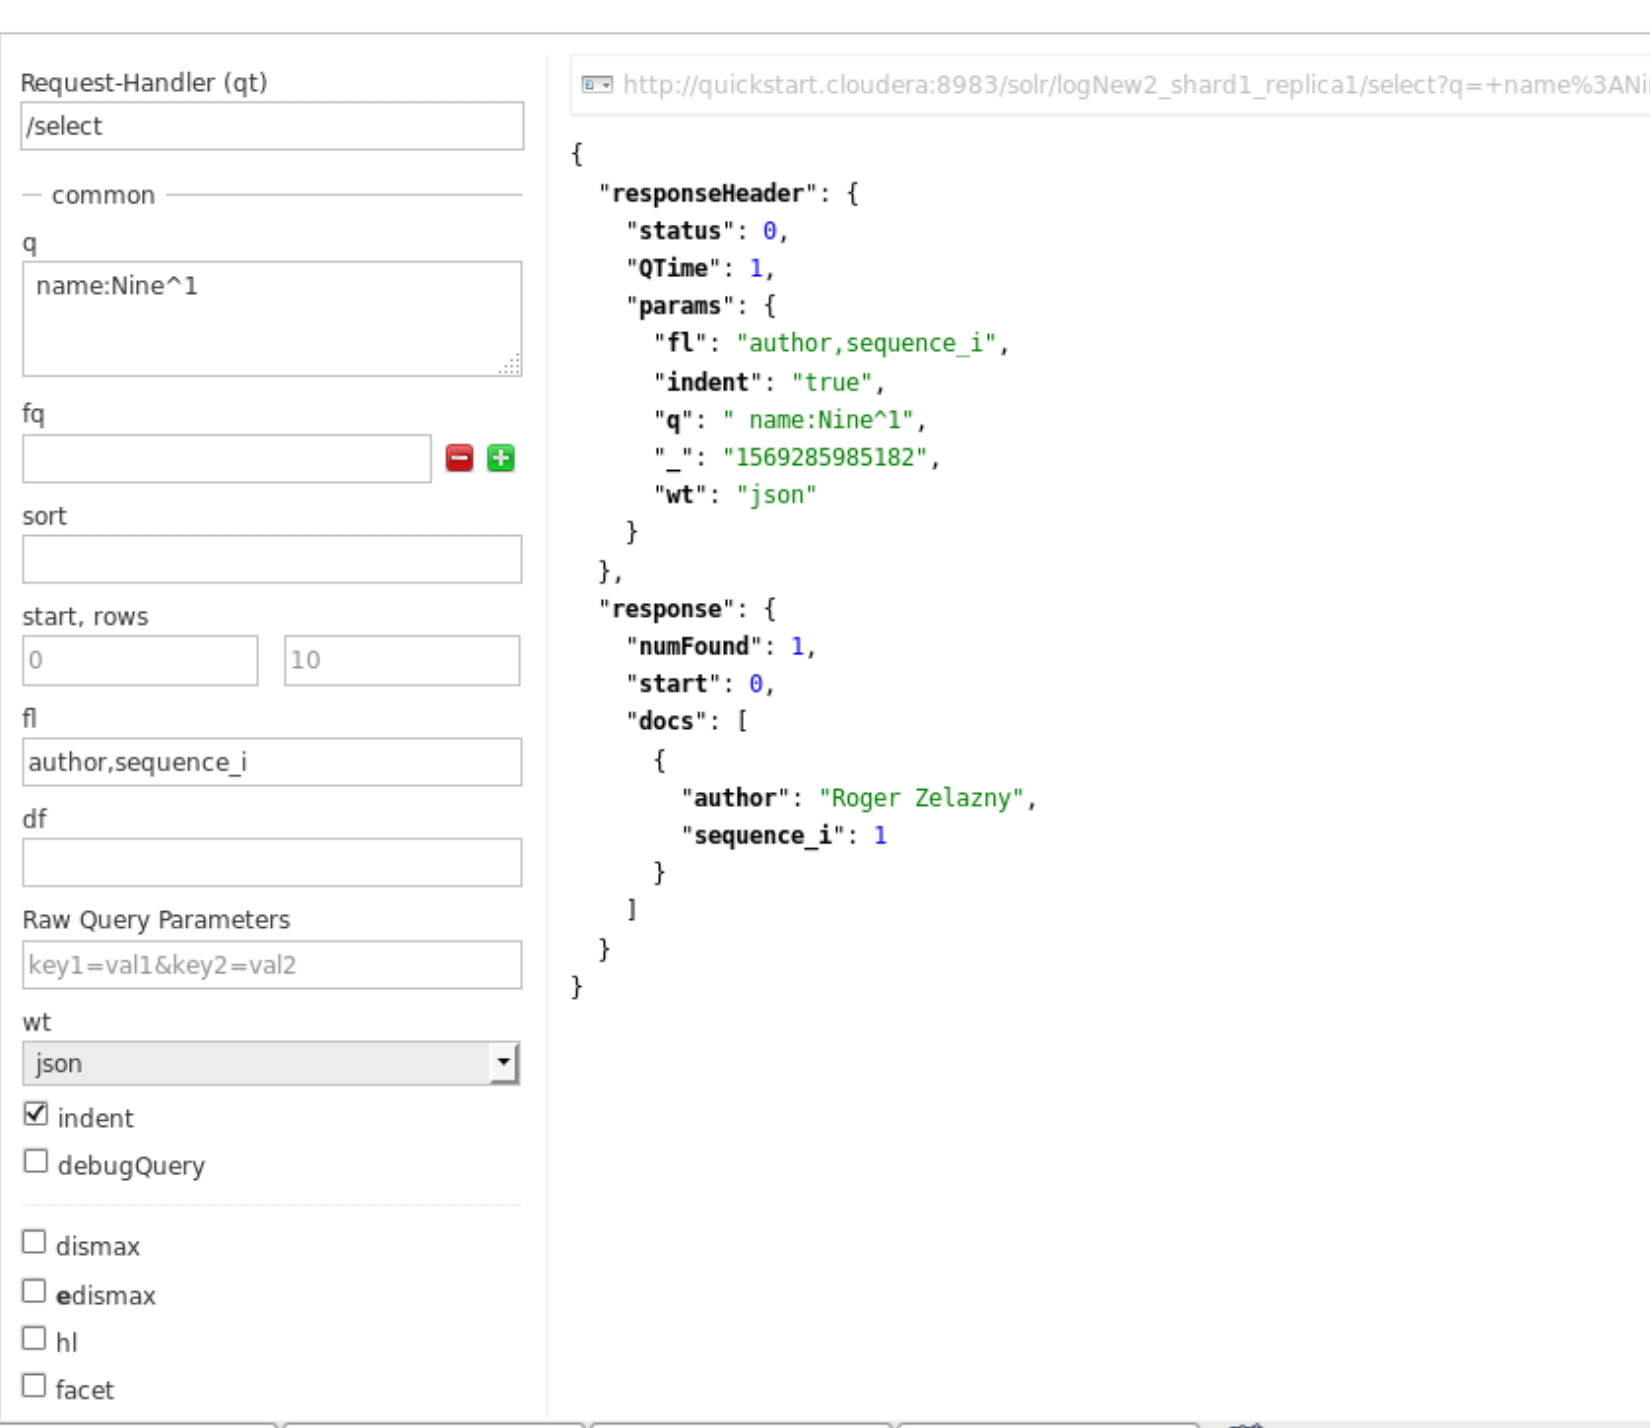 Request-Handler (qt)
/select
common
q
name:Nine^1
fq
sort
start, rows
0 10
fl
author,sequence_i
df
Raw Query Parameters
key1=val1&key2=val2
wt
json
indent
debugQuery
dismax
edismax
hl
facet
http://quickstart.cloudera:8983/solr/logNew2_shard1_replica1/select?q=+name%3ANi
{
"responseHeader": {
"status": 0,
"QTime": 1,
"params": {
"fl": "author,sequence_i",
"indent": "true",
"q": " name:Nine^1",
"_": "1569285985182",
"wt": "json"
}
},
"response": {
"numFound": 1,
"start": 0,
"docs": [
{
"author": "Roger Zelazny",
"sequence_i": 1
}
]
}
}